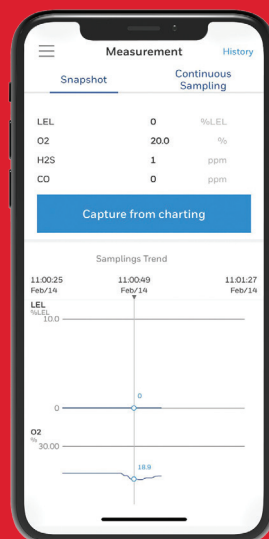 Measurement
History
Snapshot
Continuous
Sampling
LEL 0 %LEL
O2 20.0 %
H2S 1 ppm
CO 0 ppm
Capture from charting
Samplings Trend
11:00:25 11:00:49 11:01:27
Feb/14 Feb/14 Feb/14
LEL
%LEL
10.0
0
0
O2
%
30.00
18.9